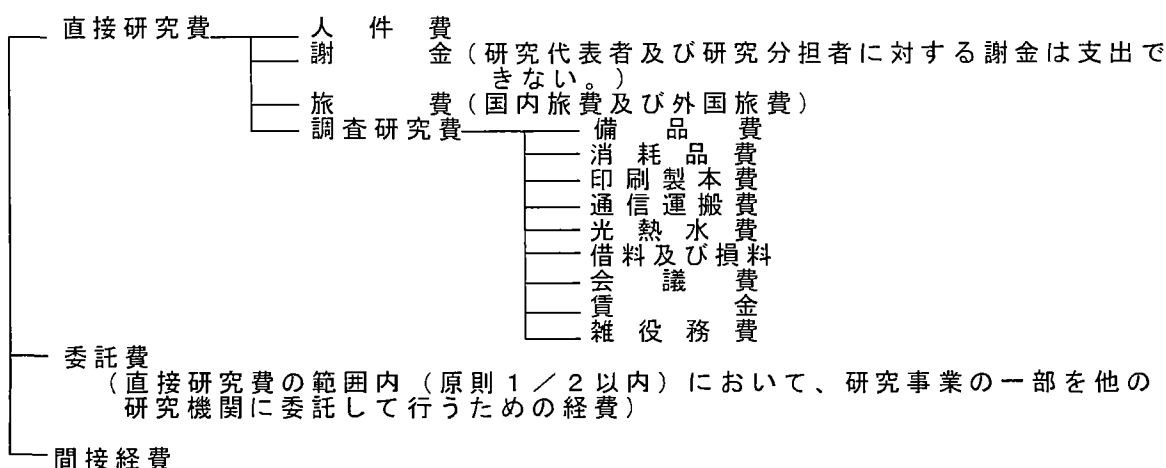 直接研究費
人件費
謝金(研究代表者及び研究分担者に対する謝金は支出で
きない。)
旅費(国内旅費及び外国旅費)
調査研究費
備品費
消耗品費
印刷製本費
通信運搬費
光熱水費
借料及び損料
会議費
賃金
雑役務費
委託費
(直接研究費の範囲内(原則1/2以内)において、研究事業の一部を他の
研究機関に委託して行うための経費)
間接経費